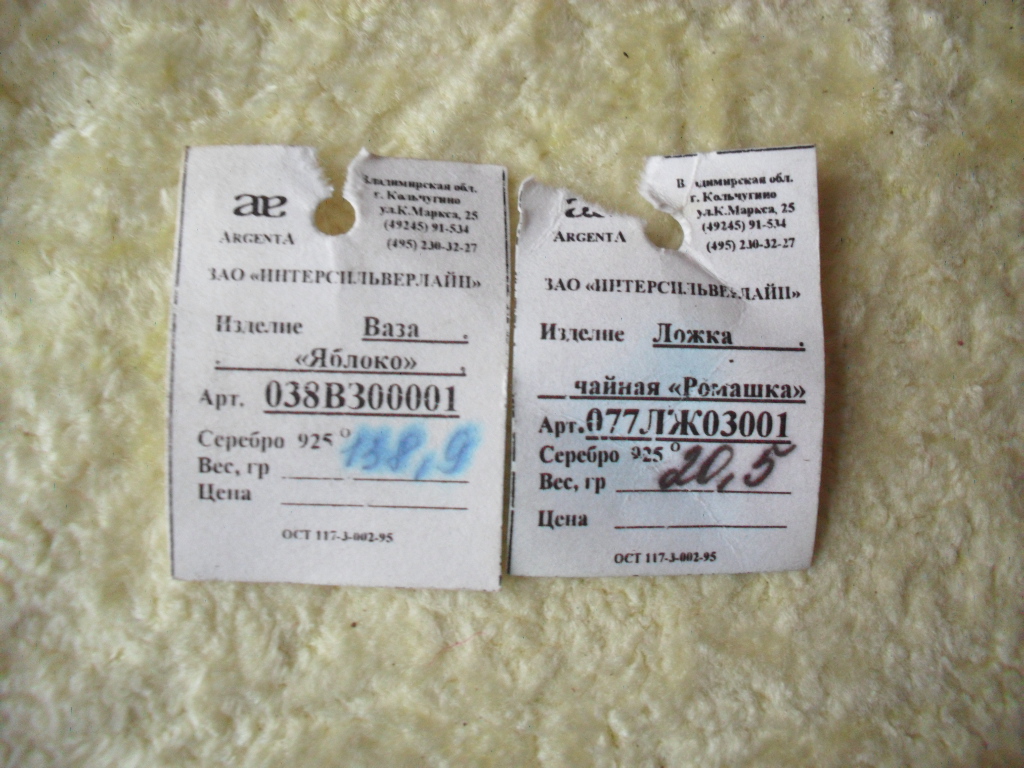 ae
ARGENTA
Владимирская обл.
г. Кольчугино
ул.К.Маркса, 25
(49245) 91-534
(495) 230-32-27
ЗАО «ИНТЕРСИЛЬВЕРЛАЙН»
Изделие Ваза .
. «Яблоко» .
Арт. 038ВЗ00001
Серебро 925 °
Вес, гр 138,9
Цена
ОСТ 117-3-002-95
ARGENTA
Владимирская обл.
г. Кольчугино
ул.К.Маркса, 25
(49245) 91-534
(495) 230-32-27
ЗАО «ИНТЕРСИЛЬВЕРЛАЙН»
Изделие Ложка .
чайная «Ромашка»
Арт. 077ЛЖ03001
Серебро 925 °
Вес, гр 20,5
Цена
ОСТ 117-3-002-95